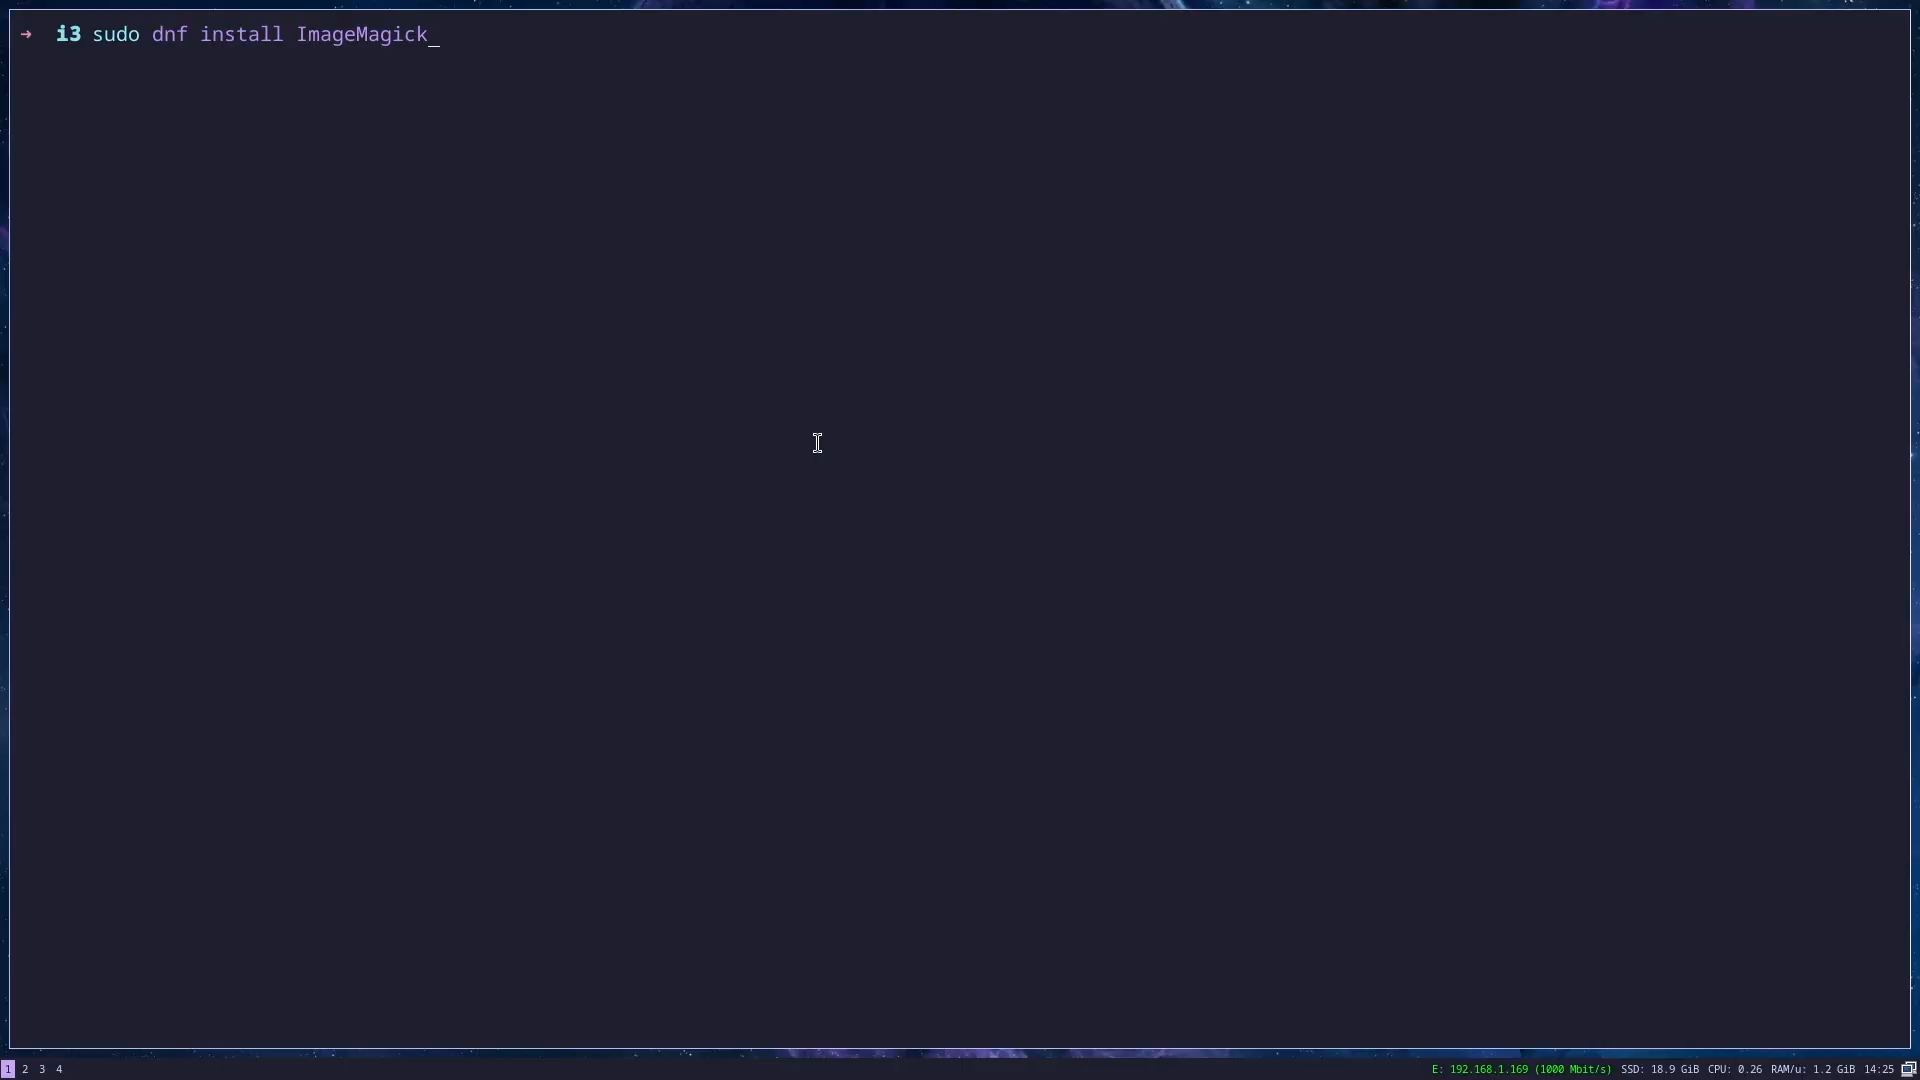 ➜  i3 sudo dnf install ImageMagick_
1 2 3 4 E: 192.168.1.169 (1000 Mbit/s) SSD: 18.9 GiB CPU: 0.26 RAM/u: 1.2 GiB 14:25